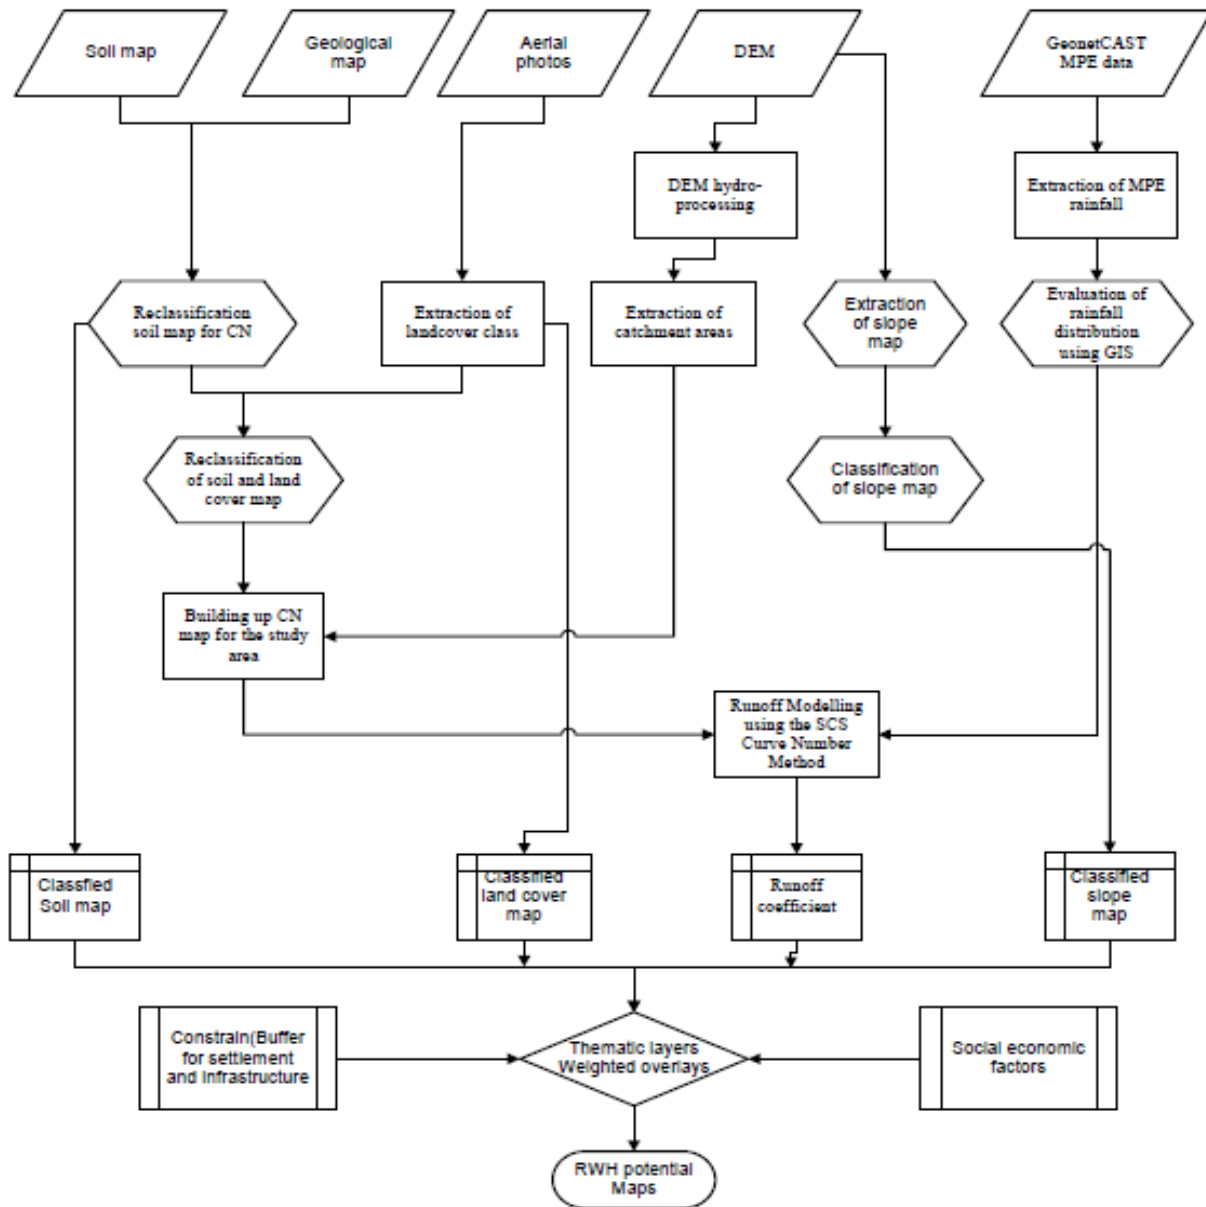 Soil map
Geological
map
Aerial
photos
DEM
GeonetCAST
MPE data
DEM hydro-
processing
Extraction of MPE
rainfall
Reclassification
soil map for CN
Extraction of
landcover class
Extraction of
catchment areas
Extraction
of slope
map
Evaluation of
rainfall
distribution
using GIS
Reclassification
of soil and land
cover map
Classification
of slope map
Building up CN
map for the study
area
Runoff Modelling
using the SCS
Curve Number
Method
Classfied
Soil map
Classified
land cover
map
Runoff
coefficient
Classified
slope
map
Constrain(Buffer
for settlement
and infrastructure
Thematic layers
Weighted overlays
Social economic
factors
RWH potential
Maps